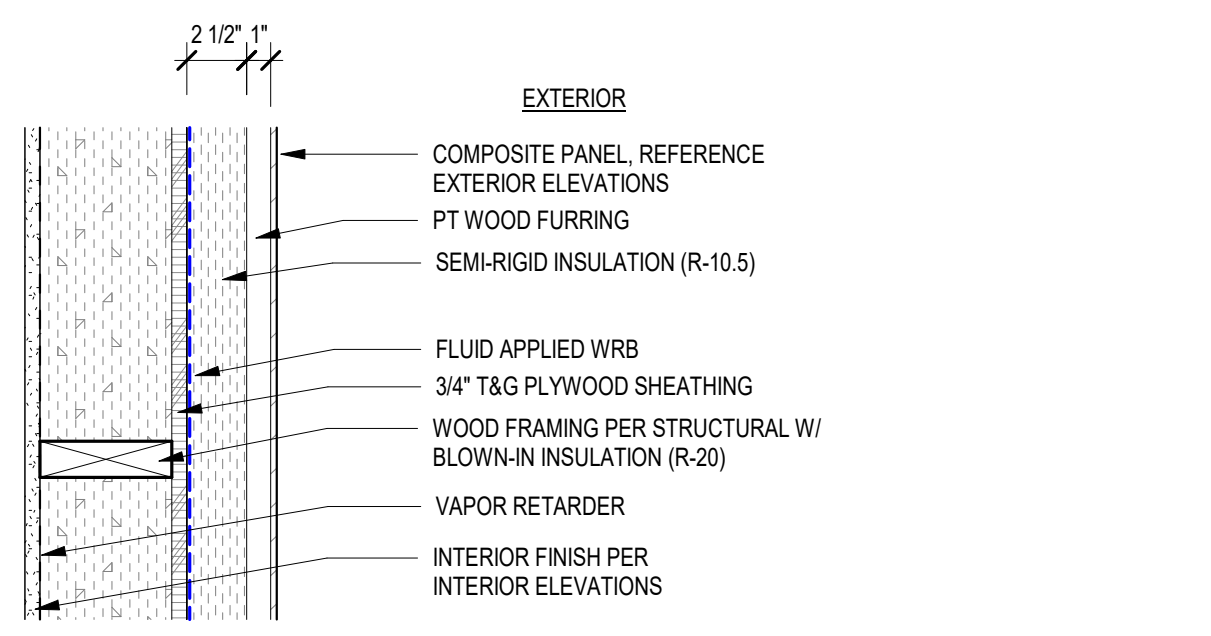 2 1/2" 1"
EXTERIOR
COMPOSITE PANEL, REFERENCE
EXTERIOR ELEVATIONS
PT WOOD FURRING
SEMI-RIGID INSULATION (R-10.5)
FLUID APPLIED WRB
3/4" T&G PLYWOOD SHEATHING
WOOD FRAMING PER STRUCTURAL W/
BLOWN-IN INSULATION (R-20)
VAPOR RETARDER
INTERIOR FINISH PER
INTERIOR ELEVATIONS